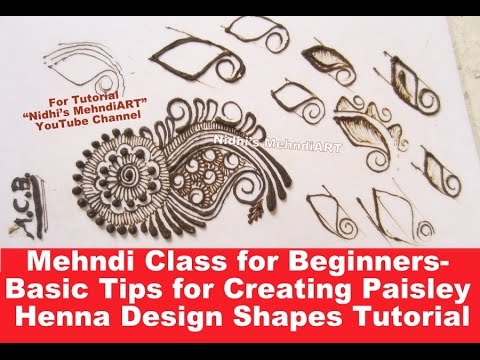 For Tutorial
"Nidhi's MehndiART"
YouTube Channel
Nidhi's MehndiART
M.C.B.
Mehndi Class for Beginners-
Basic Tips for Creating Paisley
Henna Design Shapes Tutorial